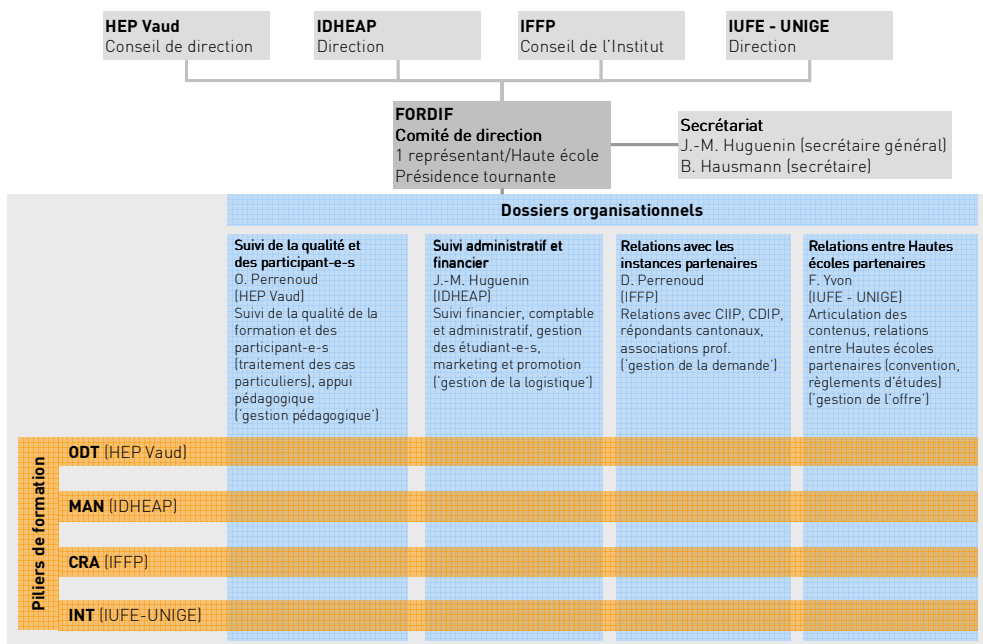 HEP Vaud
Conseil de direction
IDHEAP
Direction
IFFP
Conseil de l'Institut
IUFE - UNIGE
Direction
FORDIF
Comité de direction
1 représentant/Haute école
Présidence tournante
Secrétariat
J.-M. Huguenin (secrétaire général)
B. Hausmann (secrétaire)
Dossiers organisationnels
Suivi de la qualité et
des participant-e-s
O. Perrenoud
(HEP Vaud)
Suivi de la qualité de la
formation et des
participant-e-s
(traitement des cas
particuliers), appui
pédagogique
('gestion pédagogique')
Suivi administratif et
financier
J.-M. Huguenin
(IDHEAP)
Suivi financier, comptable
et administratif, gestion
des étudiant-e-s,
marketing et promotion
('gestion de la logistique')
Relations avec les
instances partenaires
D. Perrenoud
(IFFP)
Relations avec CIIP, CDIP,
répondants cantonaux,
associations prof.
('gestion de la demande')
Relations entre Hautes
écoles partenaires
F. Yvon
(IUFE - UNIGE)
Articulation des
contenus, relations
entre Hautes écoles
partenaires (convention,
règlements d'études)
('gestion de l'offre')
Piliers de formation
ODT (HEP Vaud)
MAN (IDHEAP)
CRA (IFFP)
INT (IUFE-UNIGE)